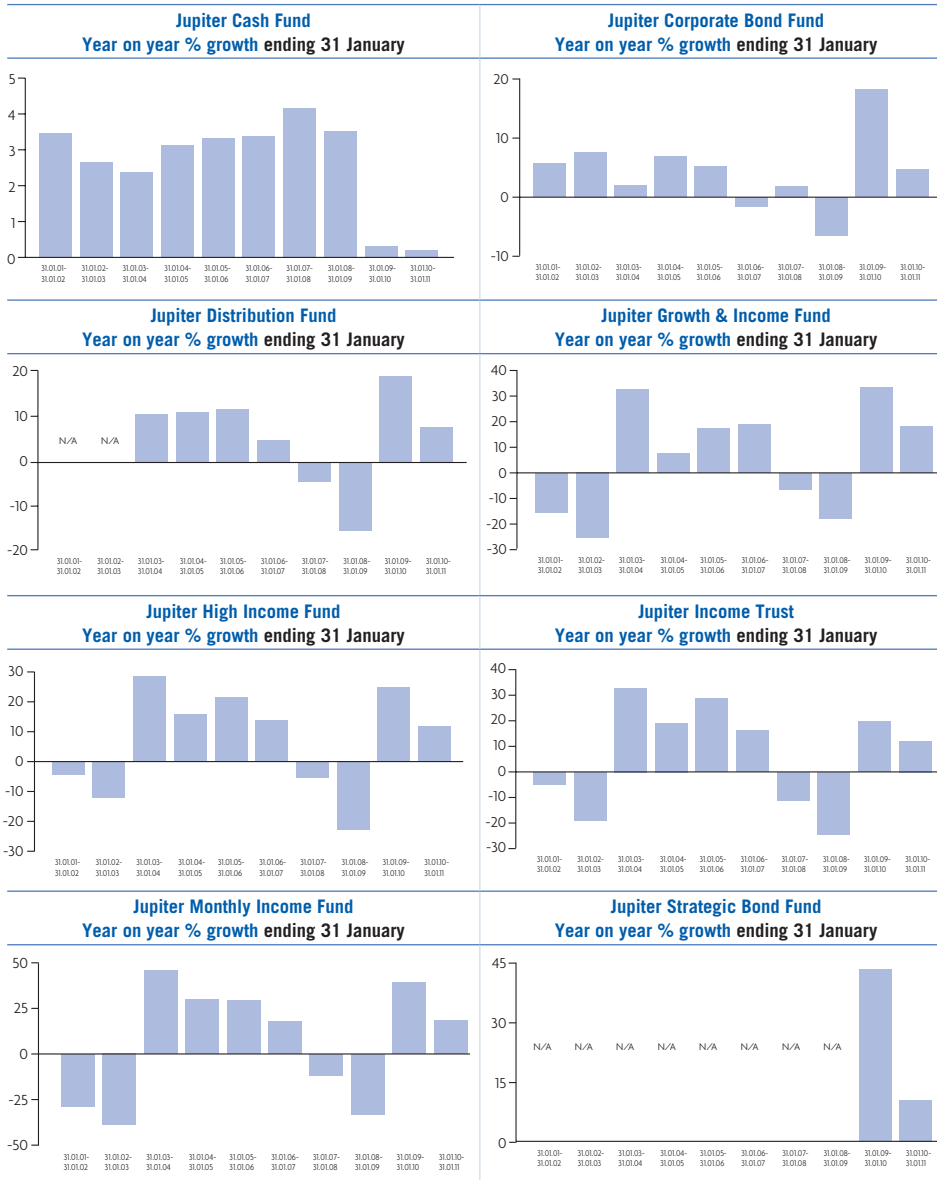 Jupiter Cash Fund
Year on year % growth ending 31 January
5
4
3
2
1
0
31.01.01- 31.01.02- 31.01.03- 31.01.04- 31.01.05- 31.01.06- 31.01.07- 31.01.08- 31.01.09- 31.01.10-
31.01.02 31.01.03 31.01.04 31.01.05 31.01.06 31.01.07 31.01.08 31.01.09 31.01.10 31.01.11
Jupiter Corporate Bond Fund
Year on year % growth ending 31 January
20
10
0
-10
31.01.01- 31.01.02- 31.01.03- 31.01.04- 31.01.05- 31.01.06- 31.01.07- 31.01.08- 31.01.09- 31.01.10-
31.01.02 31.01.03 31.01.04 31.01.05 31.01.06 31.01.07 31.01.08 31.01.09 31.01.10 31.01.11
Jupiter Distribution Fund
Year on year % growth ending 31 January
20
10
N/A N/A
0
-10
-20
31.01.01- 31.01.02- 31.01.03- 31.01.04- 31.01.05- 31.01.06- 31.01.07- 31.01.08- 31.01.09- 31.01.10-
31.01.02 31.01.03 31.01.04 31.01.05 31.01.06 31.01.07 31.01.08 31.01.09 31.01.10 31.01.11
Jupiter Growth & Income Fund
Year on year % growth ending 31 January
40
30
20
10
0
-10
-20
-30
31.01.01- 31.01.02- 31.01.03- 31.01.04- 31.01.05- 31.01.06- 31.01.07- 31.01.08- 31.01.09- 31.01.10-
31.01.02 31.01.03 31.01.04 31.01.05 31.01.06 31.01.07 31.01.08 31.01.09 31.01.10 31.01.11
Jupiter High Income Fund
Year on year % growth ending 31 January
30
20
10
0
-10
-20
-30
31.01.01- 31.01.02- 31.01.03- 31.01.04- 31.01.05- 31.01.06- 31.01.07- 31.01.08- 31.01.09- 31.01.10-
31.01.02 31.01.03 31.01.04 31.01.05 31.01.06 31.01.07 31.01.08 31.01.09 31.01.10 31.01.11
Jupiter Income Trust
Year on year % growth ending 31 January
40
30
20
10
0
-10
-20
-30
31.01.01- 31.01.02- 31.01.03- 31.01.04- 31.01.05- 31.01.06- 31.01.07- 31.01.08- 31.01.09- 31.01.10-
31.01.02 31.01.03 31.01.04 31.01.05 31.01.06 31.01.07 31.01.08 31.01.09 31.01.10 31.01.11
Jupiter Monthly Income Fund
Year on year % growth ending 31 January
50
25
0
-25
-50
31.01.01- 31.01.02- 31.01.03- 31.01.04- 31.01.05- 31.01.06- 31.01.07- 31.01.08- 31.01.09- 31.01.10-
31.01.02 31.01.03 31.01.04 31.01.05 31.01.06 31.01.07 31.01.08 31.01.09 31.01.10 31.01.11
Jupiter Strategic Bond Fund
Year on year % growth ending 31 January
45
30
N/A N/A N/A N/A N/A N/A N/A N/A
15
0
31.01.01- 31.01.02- 31.01.03- 31.01.04- 31.01.05- 31.01.06- 31.01.07- 31.01.08- 31.01.09- 31.01.10-
31.01.02 31.01.03 31.01.04 31.01.05 31.01.06 31.01.07 31.01.08 31.01.09 31.01.10 31.01.11